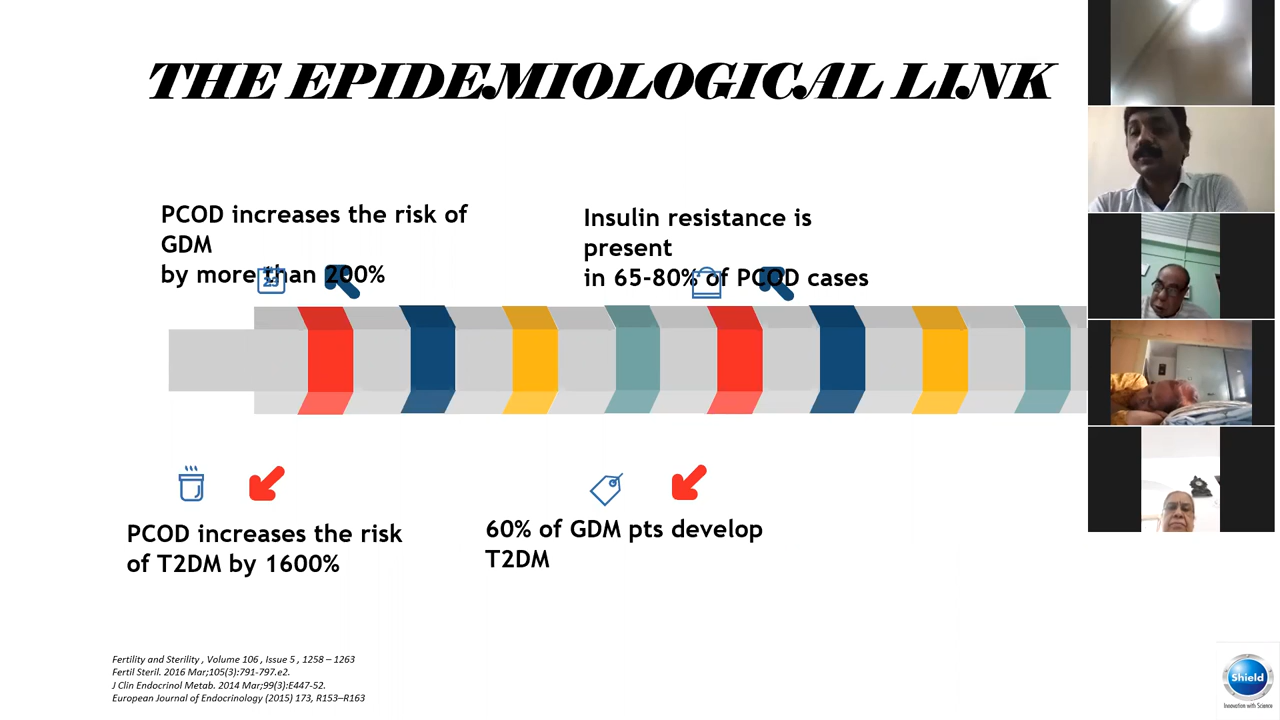 THE EPIDEMIOLOGICAL LINK
PCOD increases the risk of
GDM
by more than 200%
Insulin resistance is
present
in 65-80% of PCOD cases
23
PCOD increases the risk
of T2DM by 1600%
60% of GDM pts develop
T2DM
Fertility and Sterility , Volume 106 , Issue 5 , 1258 – 1263
Fertil Steril. 2016 Mar;105(3):791-797.e2.
J Clin Endocrinol Metab. 2014 Mar;99(3):E447-52.
European Journal of Endocrinology (2015) 173, R153–R163
Shield
Innovation with Science